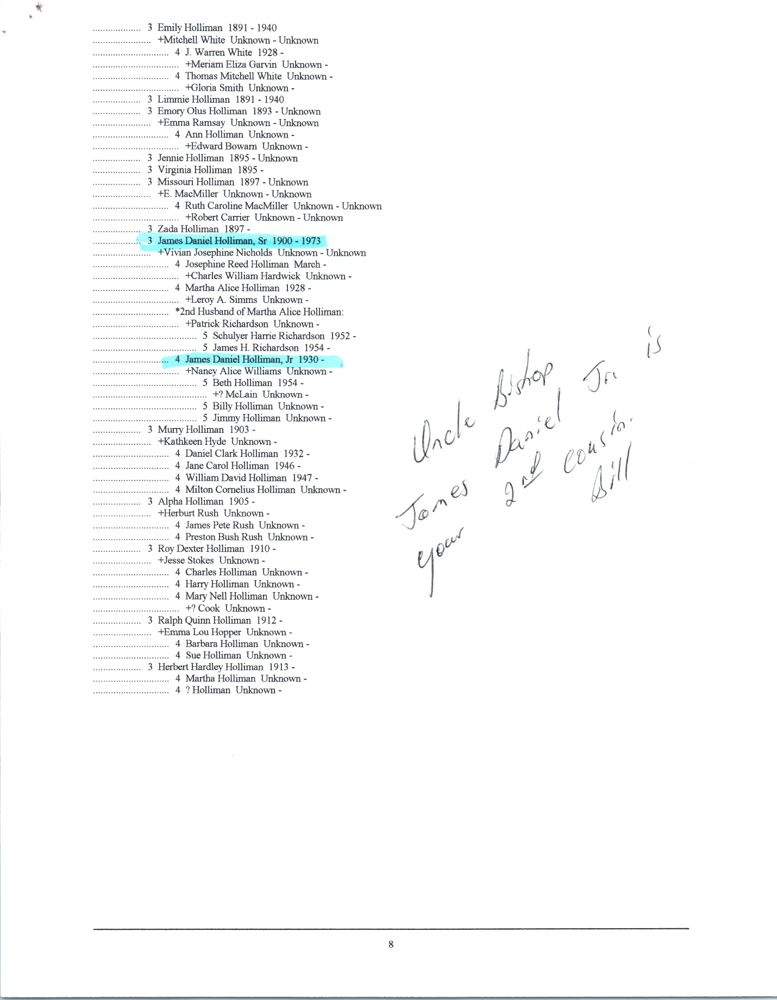 .................. 3 Emily Holliman 1891 - 1940
...................... +Mitchell White Unknown - Unknown
............................. 4 J. Warren White 1928 -
................................. +Meriam Eliza Garvin Unknown -
............................. 4 Thomas Mitchell White Unknown -
................................. +Gloria Smith Unknown -
.................. 3 Limmie Holliman 1891 - 1940
.................. 3 Emory Olus Holliman 1893 - Unknown
...................... +Emma Ramsay Unknown - Unknown
............................. 4 Ann Holliman Unknown -
................................. +Edward Bowarn Unknown -
.................. 3 Jennie Holliman 1895 - Unknown
.................. 3 Virginia Holliman 1895 -
.................. 3 Missouri Holliman 1897 - Unknown
...................... +E. MacMiller Unknown - Unknown
............................. 4 Ruth Caroline MacMiller Unknown - Unknown
................................. +Robert Carrier Unknown - Unknown
.................. 3 Zada Holliman 1897 -
.................. 3 James Daniel Holliman, Sr 1900 - 1973
...................... +Vivian Josephine Nicholds Unknown - Unknown
............................. 4 Josephine Reed Holliman March -
................................. +Charles William Hardwick Unknown -
............................. 4 Martha Alice Holliman 1928 -
................................. +Leroy A. Simms Unknown -
............................. *2nd Husband of Martha Alice Holliman:
................................. +Patrick Richardson Unknown -
........................................ 5 Schulyer Harrie Richardson 1952 -
........................................ 5 James H. Richardson 1954 -
............................. 4 James Daniel Holliman, Jr 1930 -
................................. +Nancy Alice Williams Unknown -
........................................ 5 Beth Holliman 1954 -
............................................ +? McLain Unknown -
........................................ 5 Billy Holliman Unknown -
........................................ 5 Jimmy Holliman Unknown -
.................. 3 Murry Holliman 1903 -
...................... +Kathkeen Hyde Unknown -
............................. 4 Daniel Clark Holliman 1932 -
............................. 4 Jane Carol Holliman 1946 -
............................. 4 William David Holliman 1947 -
............................. 4 Milton Cornelius Holliman Unknown -
.................. 3 Alpha Holliman 1905 -
...................... +Herburt Rush Unknown -
............................. 4 James Pete Rush Unknown -
............................. 4 Preston Bush Rush Unknown -
.................. 3 Roy Dexter Holliman 1910 -
...................... +Jesse Stokes Unknown -
............................. 4 Charles Holliman Unknown -
............................. 4 Harry Holliman Unknown -
............................. 4 Mary Nell Holliman Unknown -
................................. +? Cook Unknown -
.................. 3 Ralph Quinn Holliman 1912 -
...................... +Emma Lou Hopper Unknown -
............................. 4 Barbara Holliman Unknown -
............................. 4 Sue Holliman Unknown -
.................. 3 Herbert Hardley Holliman 1913 -
............................. 4 Martha Holliman Unknown -
............................. 4 ? Holliman Unknown -
Uncle Bishop
James Daniel Jr. is
your 2nd cousin.
Bill
8